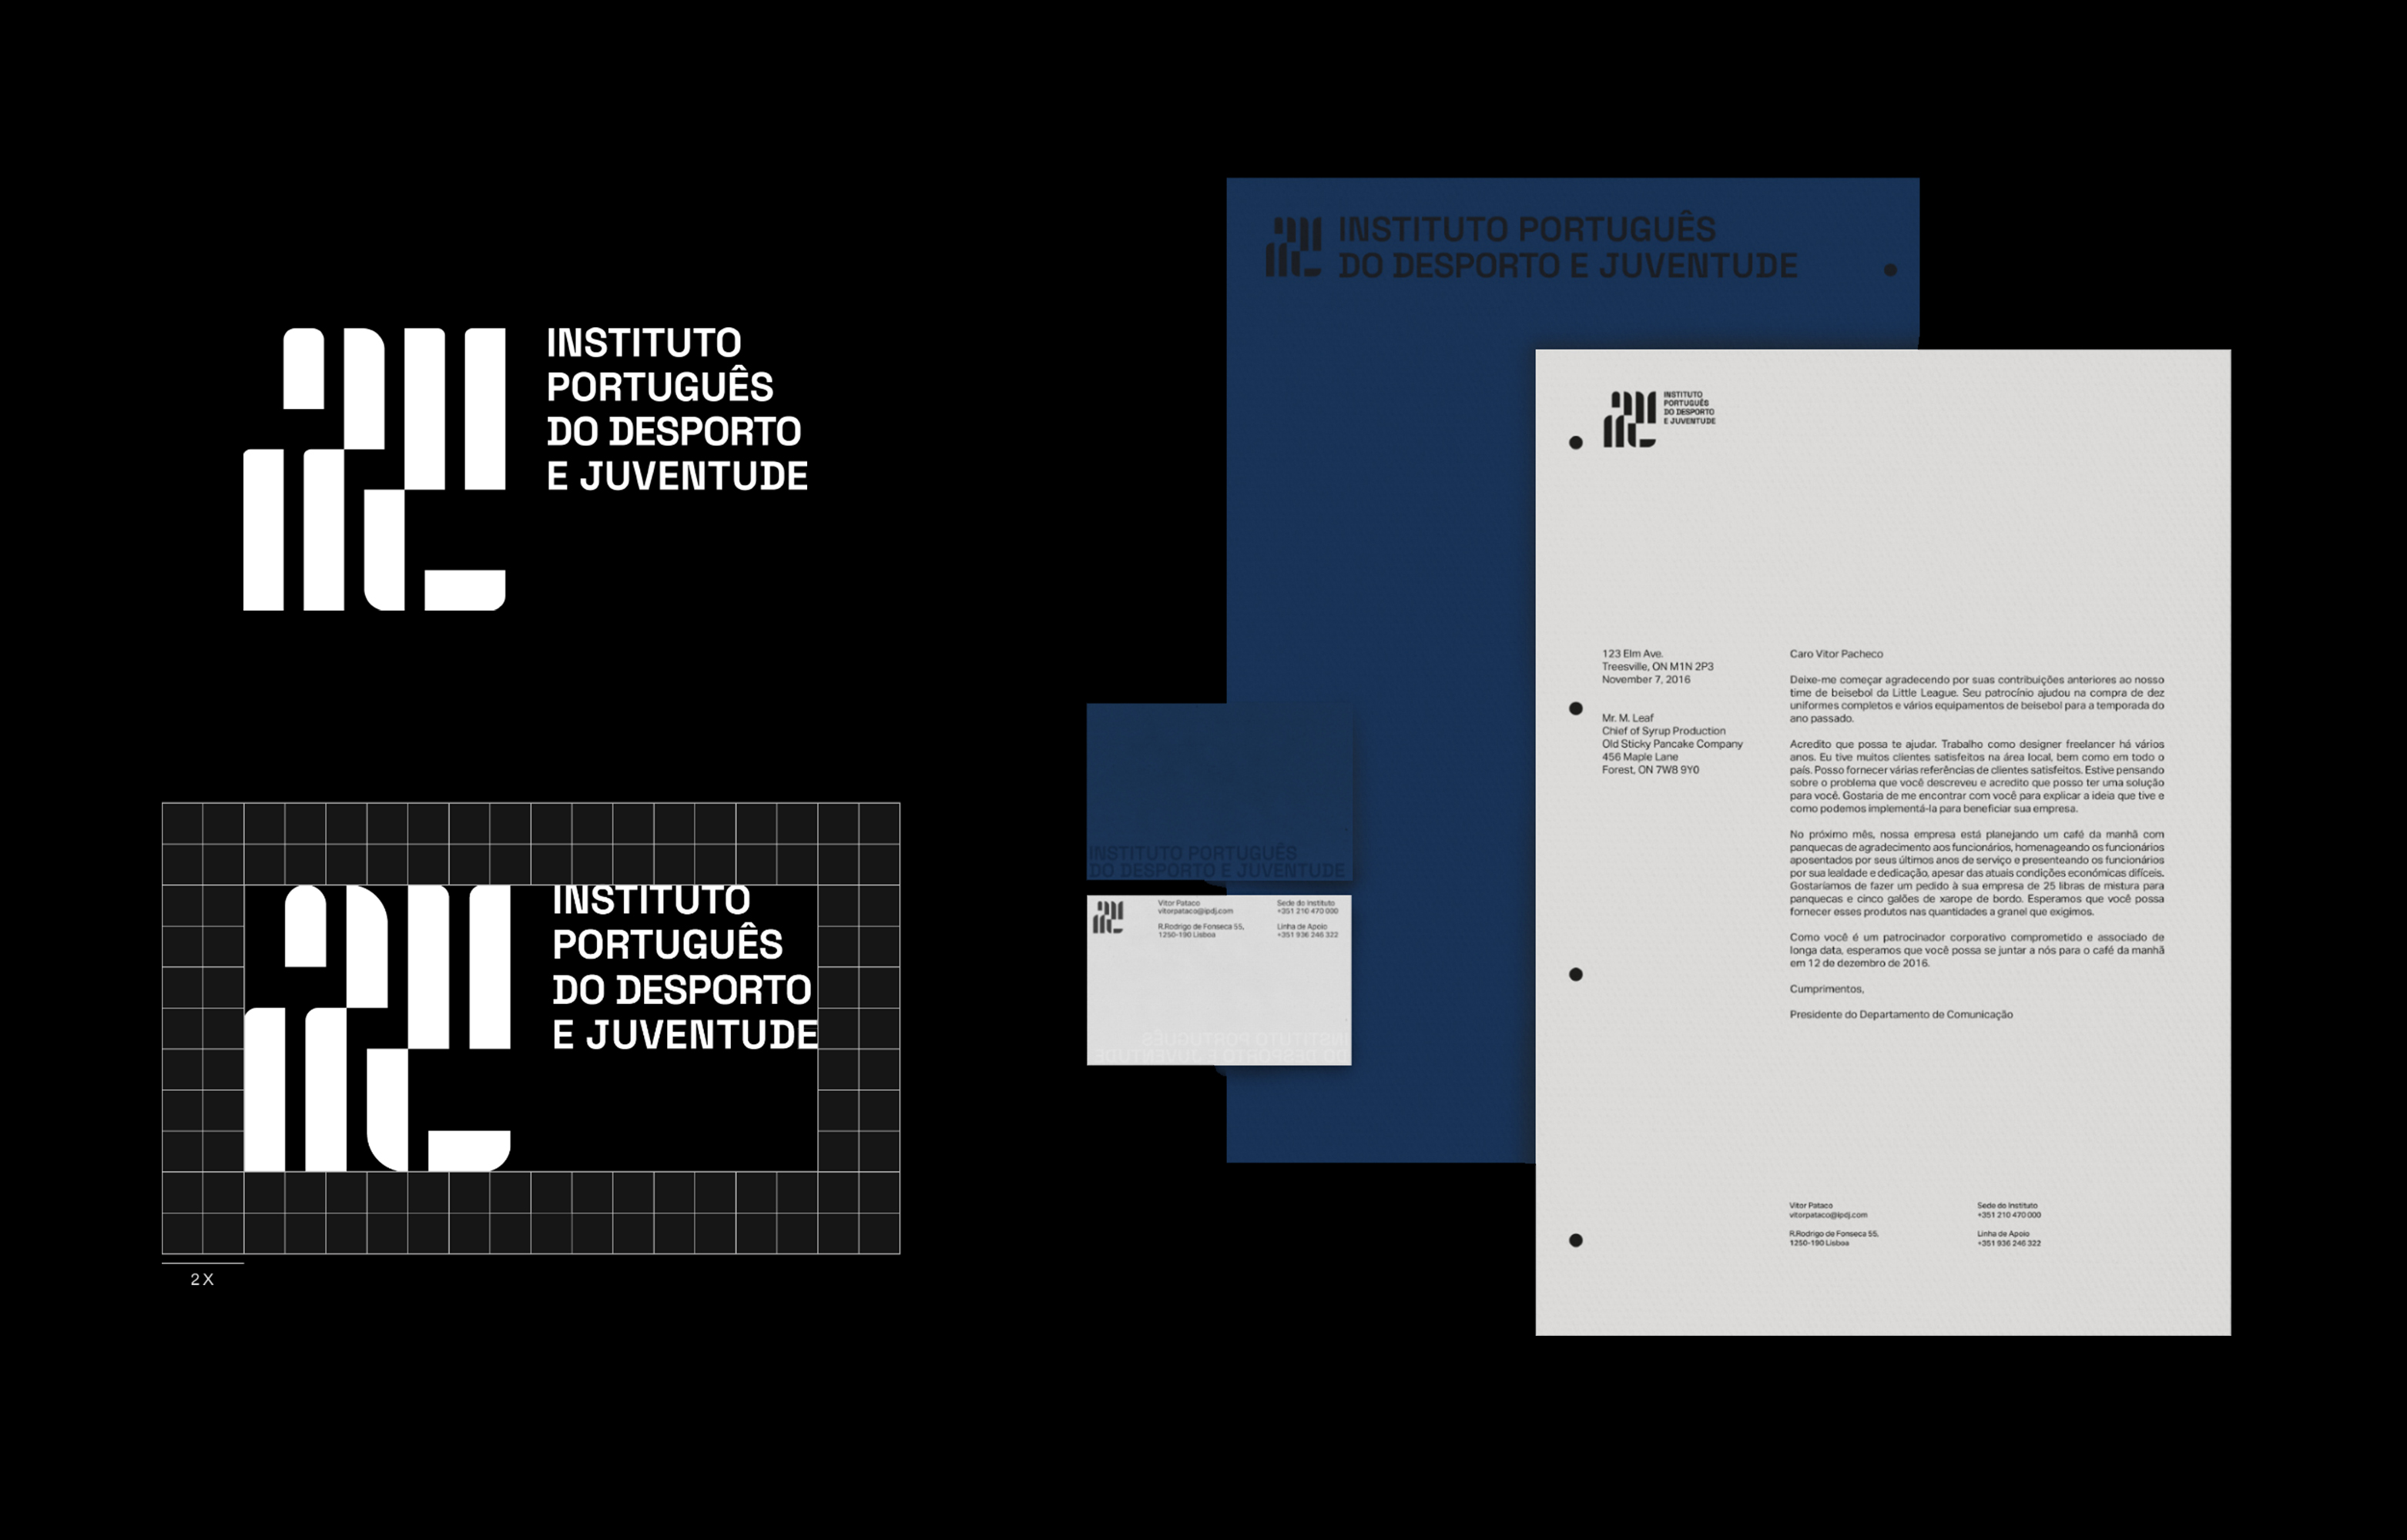 INSTITUTO
PORTUGUÊS
DO DESPORTO
E JUVENTUDE
INSTITUTO
PORTUGUÊS
DO DESPORTO
E JUVENTUDE
2X
INSTITUTO PORTUGUÊS
DO DESPORTO E JUVENTUDE
INSTITUTO PORTUGUÊS
DO DESPORTO E JUVENTUDE
Vitor Pataco
vitorpataco@ipdj.com
R.Rodrigo de Fonseca 55,
1250-190 Lisboa
Sede do Instituto
+351 210 470 000
Linha de Apoio
+351 936 246 322
INSTITUTO PORTUGUÊS
DO DESPORTO E JUVENTUDE
INSTITUTO
PORTUGUÊS
DO DESPORTO
E JUVENTUDE
123 Elm Ave.
Treesville, ON M1N 2P3
November 7, 2016
Mr. M. Leaf
Chief of Syrup Production
Old Sticky Pancake Company
456 Maple Lane
Forest, ON 7W8 9Y0
Caro Vitor Pacheco
Deixe-me começar agradecendo por suas contribuições anteriores ao nosso
time de beisebol da Little League. Seu patrocínio ajudou na compra de dez
uniformes completos e vários equipamentos de beisebol para a temporada do
ano passado.
Acredito que possa te ajudar. Trabalho como designer freelancer há vários
anos. Eu tive muitos clientes satisfeitos na área local, bem como em todo o
país. Posso fornecer várias referências de clientes satisfeitos. Estive pensando
sobre o problema que você descreveu e acredito que posso ter uma solução
para você. Gostaria de me encontrar com você para explicar a ideia que tive e
como podemos implementá-la para beneficiar sua empresa.
No próximo mês, nossa empresa está planejando um café da manhã com
panquecas de agradecimento aos funcionários, homenageando os funcionários
aposentados por seus últimos anos de serviço e presenteando os funcionários
por sua lealdade e dedicação, apesar das atuais condições económicas difíceis.
Gostaríamos de fazer um pedido à sua empresa de 25 libras de mistura para
panquecas e cinco galões de xarope de bordo. Esperamos que você possa
fornecer esses produtos nas quantidades a granel que exigimos.
Como você é um patrocinador corporativo comprometido e associado de
longa data, esperamos que você possa se juntar a nós para o café da manhã
em 12 de dezembro de 2016.
Cumprimentos,
Presidente do Departamento de Comunicação
Vitor Pataco
vitorpataco@ipdj.com
R.Rodrigo de Fonseca 55,
1250-190 Lisboa
Sede do Instituto
+351 210 470 000
Linha de Apoio
+351 936 246 322